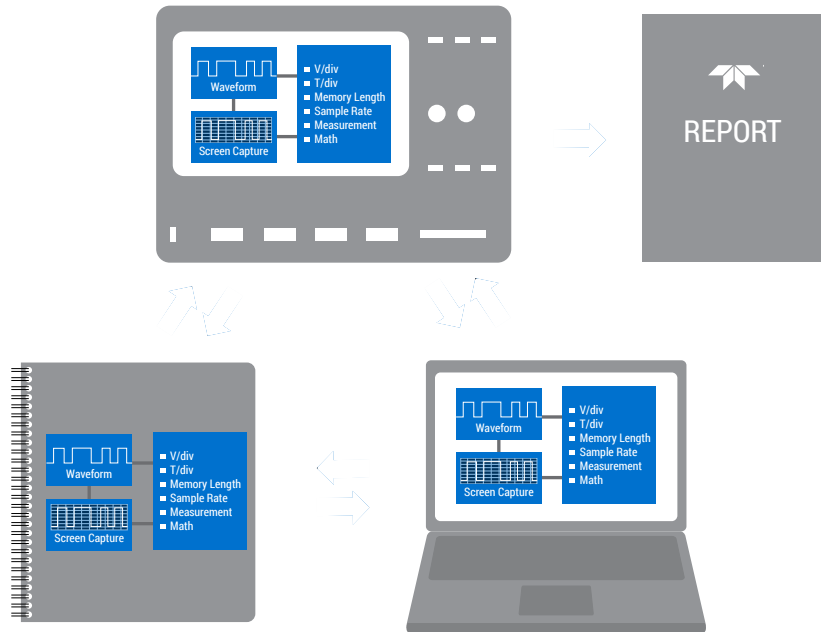 Waveform
Screen Capture
V/div
T/div
Memory Length
Sample Rate
Measurement
Math
REPORT
Waveform
Screen Capture
V/div
T/div
Memory Length
Sample Rate
Measurement
Math
Waveform
Screen Capture
V/div
T/div
Memory Length
Sample Rate
Measurement
Math